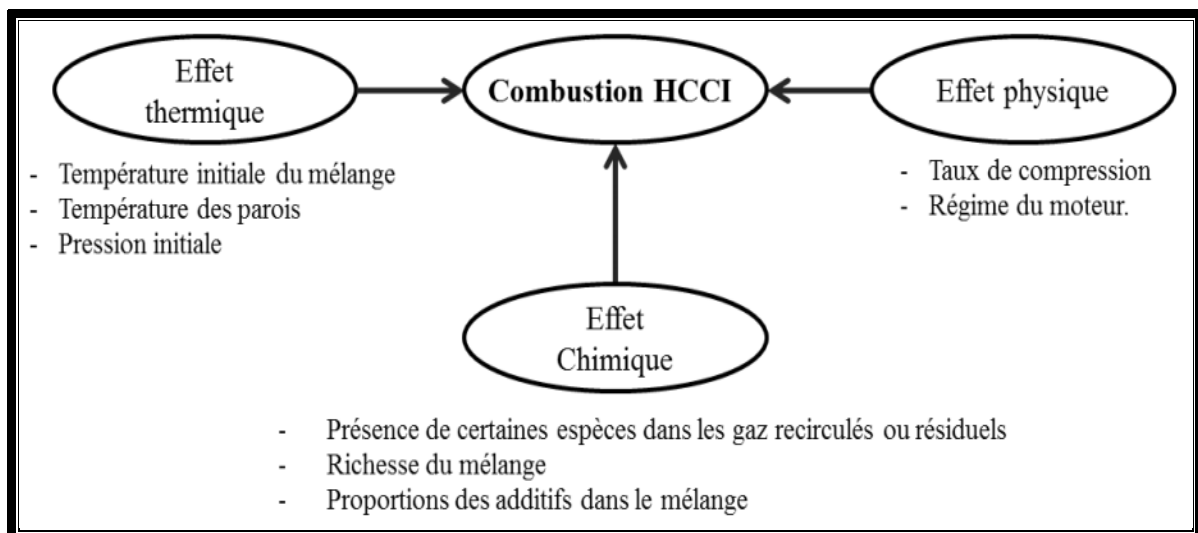 Effet
thermique
Combustion HCCI
Effet physique
- Température initiale du mélange
- Température des parois
- Pression initiale
- Taux de compression
- Régime du moteur.
Effet
Chimique
- Présence de certaines espèces dans les gaz recirculés ou résiduels
- Richesse du mélange
- Proportions des additifs dans le mélange